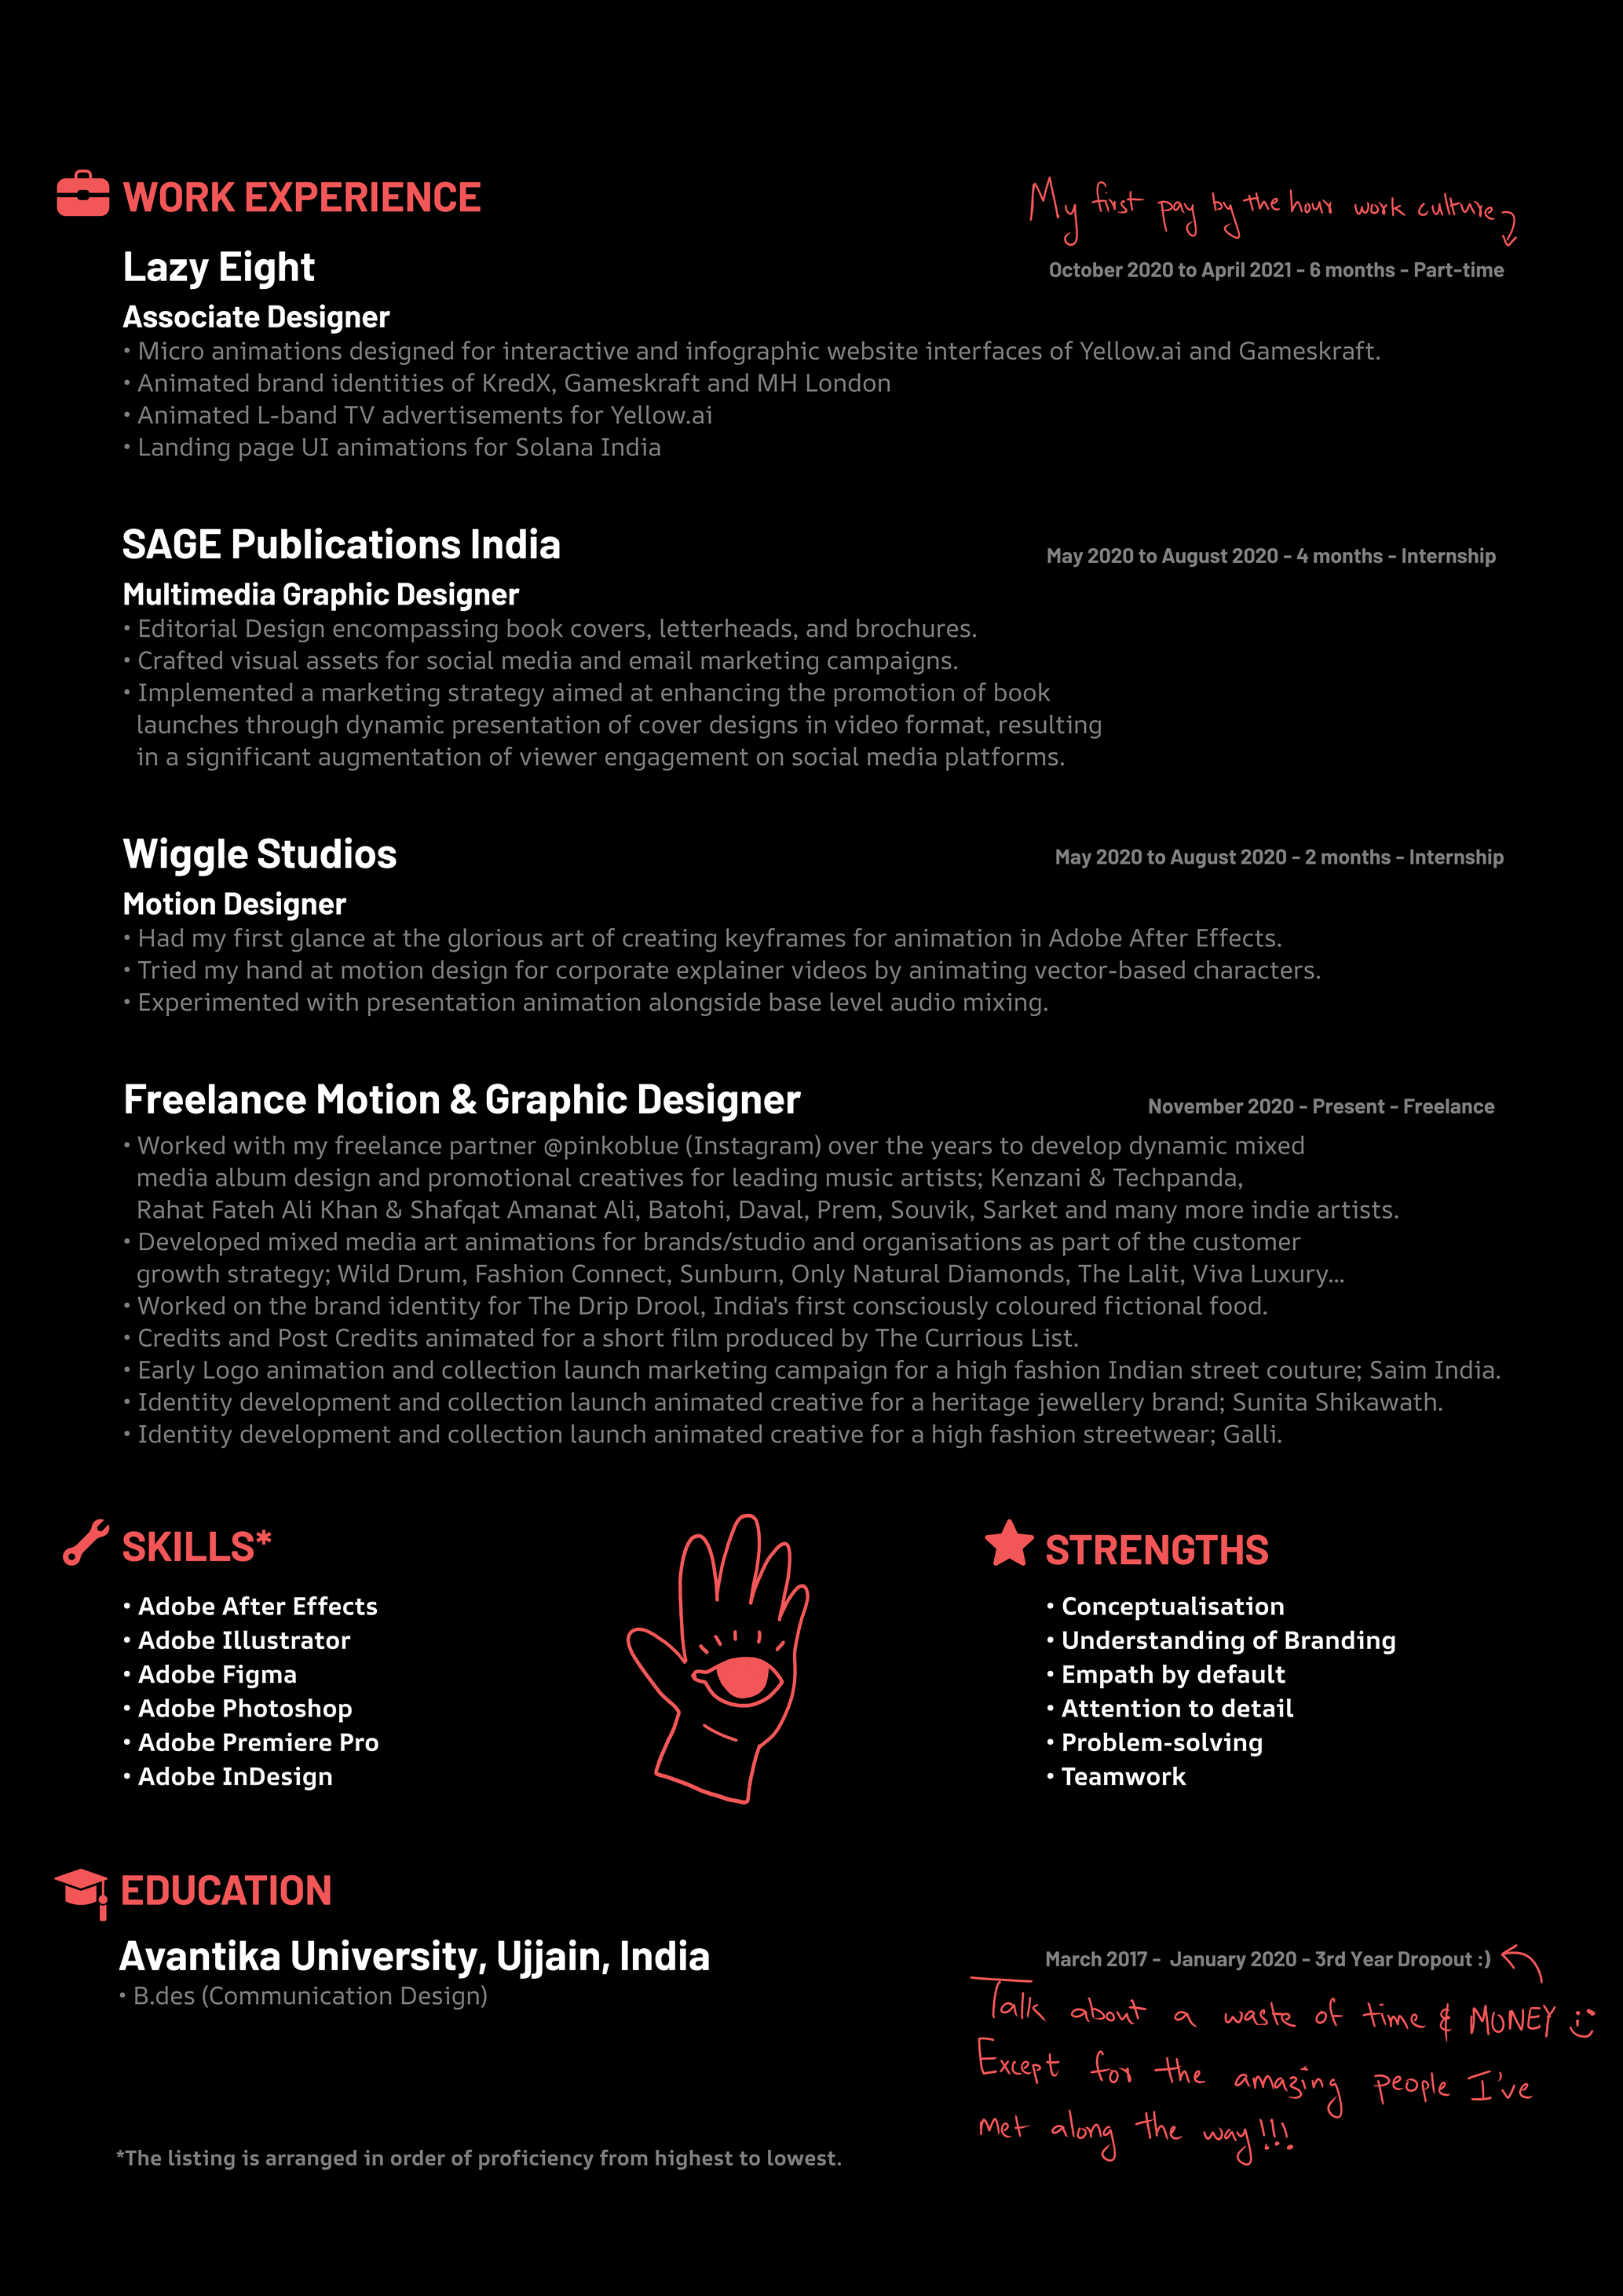 WORK EXPERIENCE
My first pay by the hour work culture
Lazy Eight
October 2020 to April 2021 - 6 months - Part-time
Associate Designer
• Micro animations designed for interactive and infographic website interfaces of Yellow.ai and Gameskraft.
• Animated brand identities of KredX, Gameskraft and MH London
• Animated L-band TV advertisements for Yellow.ai
• Landing page UI animations for Solana India
SAGE Publications India
May 2020 to August 2020 - 4 months - Internship
Multimedia Graphic Designer
• Editorial Design encompassing book covers, letterheads, and brochures.
• Crafted visual assets for social media and email marketing campaigns.
• Implemented a marketing strategy aimed at enhancing the promotion of book
launches through dynamic presentation of cover designs in video format, resulting
in a significant augmentation of viewer engagement on social media platforms.
Wiggle Studios
May 2020 to August 2020 - 2 months - Internship
Motion Designer
• Had my first glance at the glorious art of creating keyframes for animation in Adobe After Effects.
• Tried my hand at motion design for corporate explainer videos by animating vector-based characters.
• Experimented with presentation animation alongside base level audio mixing.
Freelance Motion & Graphic Designer
November 2020 - Present - Freelance
• Worked with my freelance partner @pinkoblue (Instagram) over the years to develop dynamic mixed
media album design and promotional creatives for leading music artists; Kenzani & Techpanda,
Rahat Fateh Ali Khan & Shafqat Amanat Ali, Batohi, Daval, Prem, Souvik, Sarket and many more indie artists.
• Developed mixed media art animations for brands/studio and organisations as part of the customer
growth strategy; Wild Drum, Fashion Connect, Sunburn, Only Natural Diamonds, The Lalit, Viva Luxury...
• Worked on the brand identity for The Drip Drool, India's first consciously coloured fictional food.
• Credits and Post Credits animated for a short film produced by The Currious List.
• Early Logo animation and collection launch marketing campaign for a high fashion Indian street couture; Saim India.
• Identity development and collection launch animated creative for a heritage jewellery brand; Sunita Shikawath.
• Identity development and collection launch animated creative for a high fashion streetwear; Galli.
SKILLS*
• Adobe After Effects
• Adobe Illustrator
• Adobe Figma
• Adobe Photoshop
• Adobe Premiere Pro
• Adobe InDesign
STRENGTHS
• Conceptualisation
• Understanding of Branding
• Empath by default
• Attention to detail
• Problem-solving
• Teamwork
EDUCATION
Avantika University, Ujjain, India
March 2017 - January 2020 - 3rd Year Dropout :)
• B.des (Communication Design)
Talk about a waste of time & MONEY :)
Except for the amazing people I've
met along the way!!!
*The listing is arranged in order of proficiency from highest to lowest.